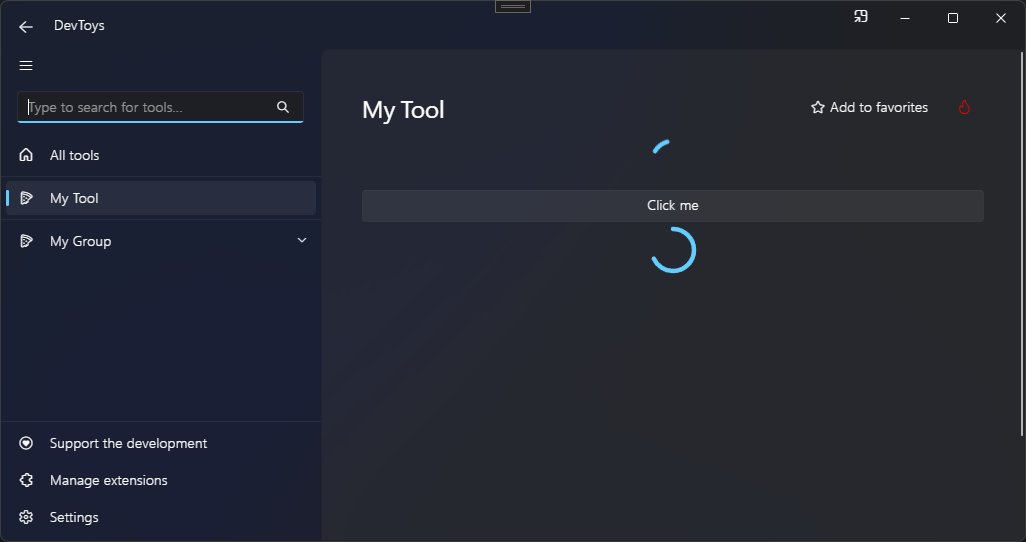 DevToys
Type to search for tools...
All tools
My Tool
My Group
Support the development
Manage extensions
Settings
My Tool
Add to favorites
Click me